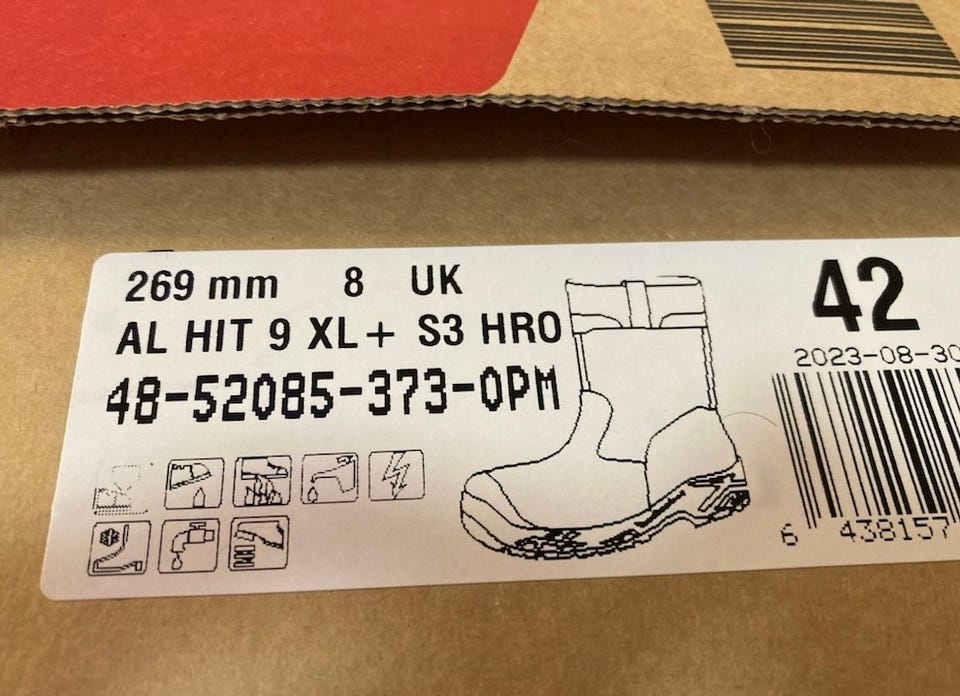 269 mm 8 UK
AL HIT 9 XL+ S3 HRO
48-52085-373-0PM
42
2023-08-30
6 438157